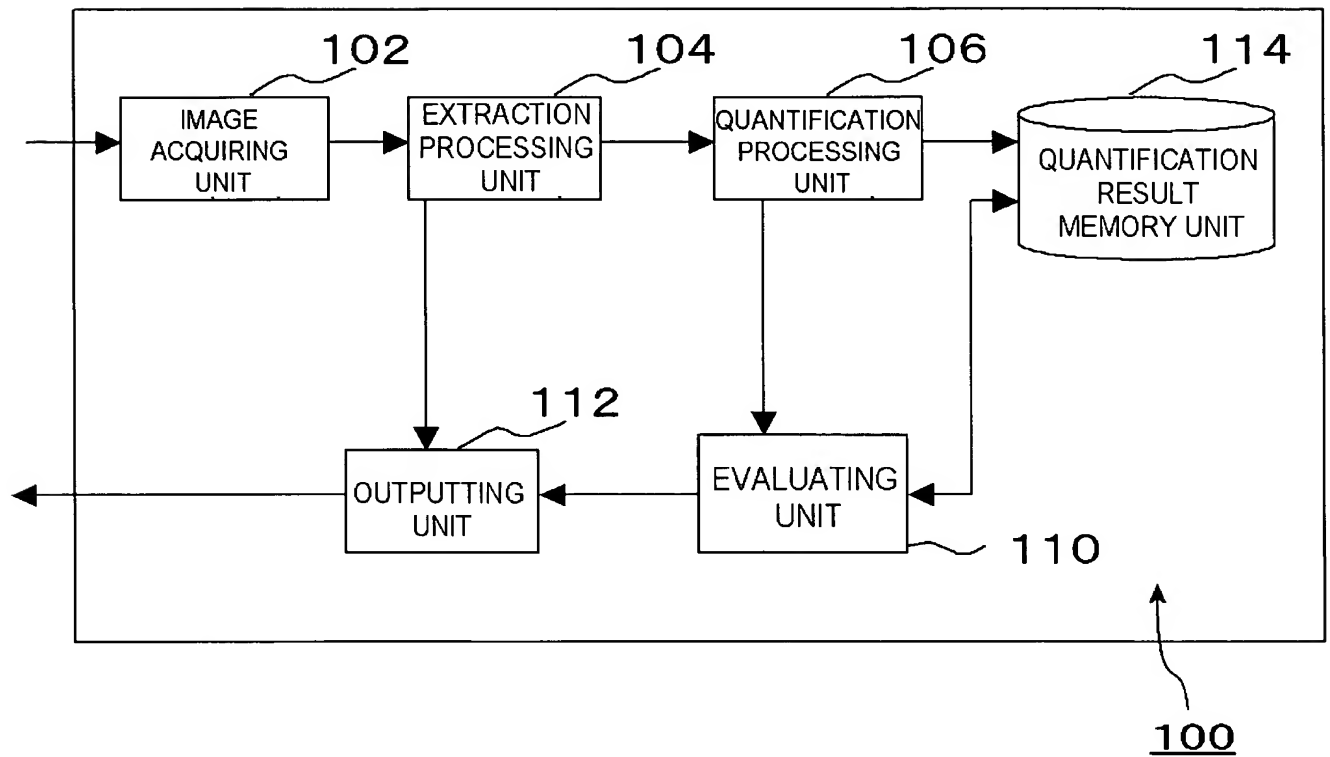 102
104
106
114
IMAGE
ACQUIRING
UNIT
EXTRACTION
PROCESSING
UNIT
QUANTIFICATION
PROCESSING
UNIT
QUANTIFICATION
RESULT
MEMORY UNIT
112
OUTPUTTING
UNIT
EVALUATING
UNIT
110
100